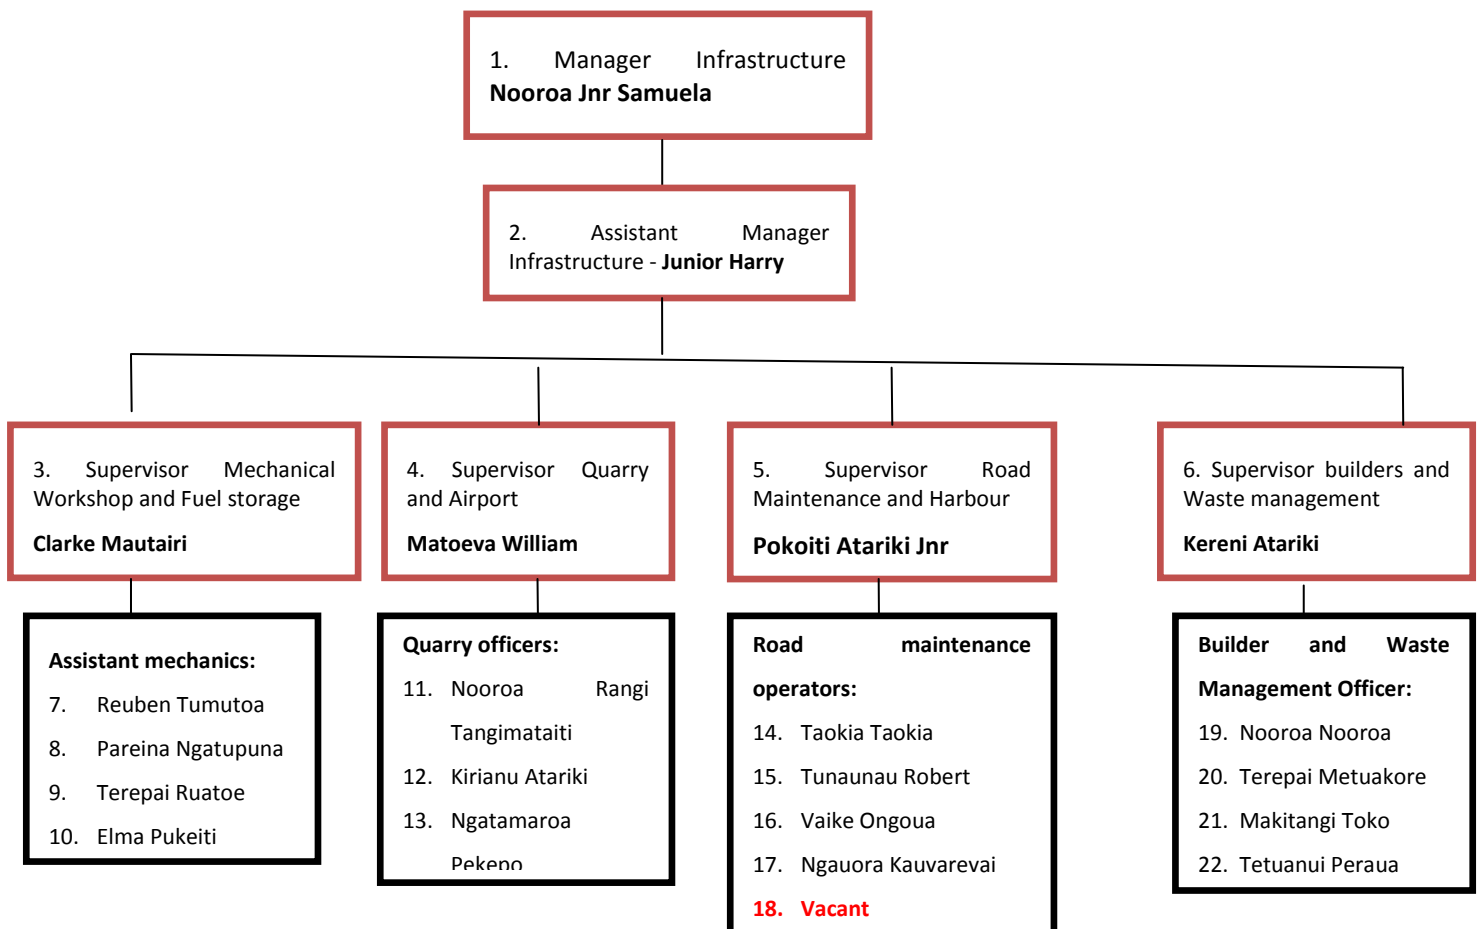 1. Manager Infrastructure
Nooroa Jnr Samuela
2. Assistant Manager
Infrastructure - Junior Harry
3. Supervisor Mechanical
Workshop and Fuel storage
Clarke Mautairi
4. Supervisor Quarry
and Airport
Matoeva William
5. Supervisor Road
Maintenance and Harbour
Pokoiti Atariki Jnr
6. Supervisor builders and
Waste management
Kereni Atariki
Assistant mechanics:
7. Reuben Tumutoa
8. Pareina Ngatupuna
9. Terepai Ruatoe
10. Elma Pukeiti
Quarry officers:
11. Nooroa Rangi
Tangimataiti
12. Kirianu Atariki
13. Ngatamaroa
Pekepo
Road maintenance
operators:
14. Taokia Taokia
15. Tunaunau Robert
16. Vaike Ongoua
17. Ngauora Kauvarevai
18. Vacant
Builder and Waste
Management Officer:
19. Nooroa Nooroa
20. Terepai Metuakore
21. Makitangi Toko
22. Tetuanui Peraua